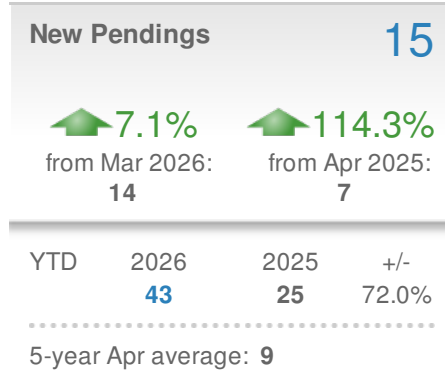 New Pendings 15
7.1% 114.3%
from Mar 2026: from Apr 2025:
14 7
YTD 2026 2025 +/-
43 25 72.0%
5-year Apr average: 9